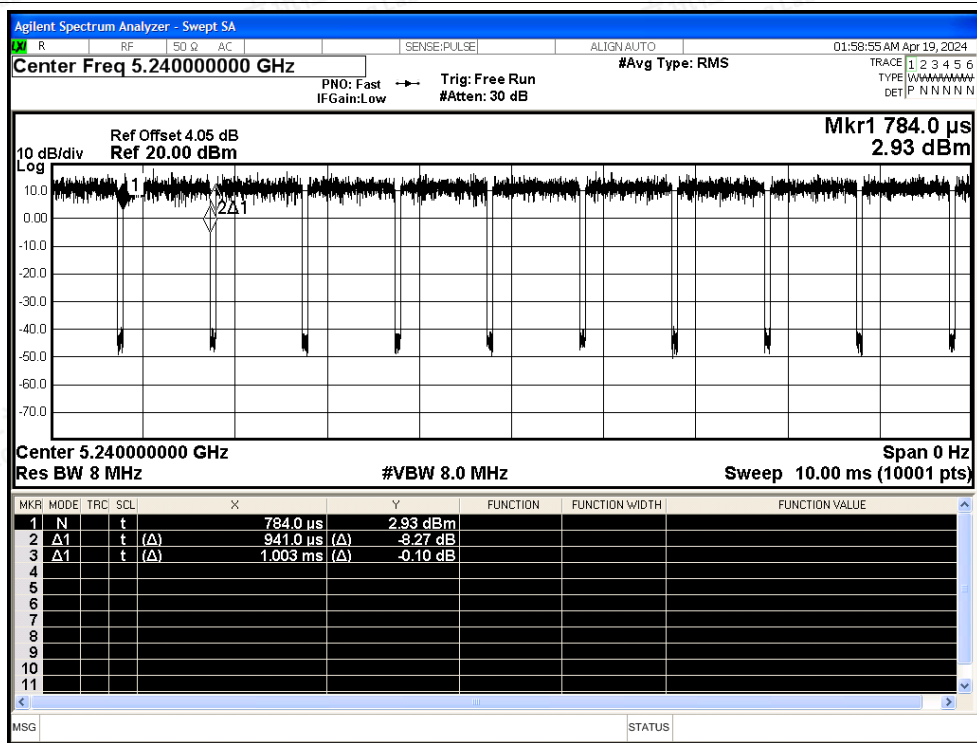 Agilent Spectrum Analyzer - Swept SA
LXI R RF 50 Ω AC SENSE:PULSE ALIGN AUTO 01:58:55 AM Apr 19, 2024
Center Freq 5.240000000 GHz #Avg Type: RMS TRACE 1 2 3 4 5 6
PNO: Fast Trig: Free Run TYPE
IFGain:Low #Atten: 30 dB DET P N N N N N
Mkr1 784.0 µs
Ref Offset 4.05 dB
10 dB/div Ref 20.00 dBm 2.93 dBm
Log
10.0
0.00
-10.0
-20.0
-30.0
-40.0
-50.0
-60.0
-70.0
1
2Δ1
Center 5.240000000 GHz Span 0 Hz
Res BW 8 MHz #VBW 8.0 MHz Sweep 10.00 ms (10001 pts)
MKR MODE TRC SCL X Y FUNCTION FUNCTION WIDTH FUNCTION VALUE
1 N t 784.0 µs 2.93 dBm
2 Δ1 t (Δ) 941.0 µs (Δ) -8.27 dB
3 Δ1 t (Δ) 1.003 ms (Δ) -0.10 dB
4
5
6
7
8
9
10
11
MSG STATUS